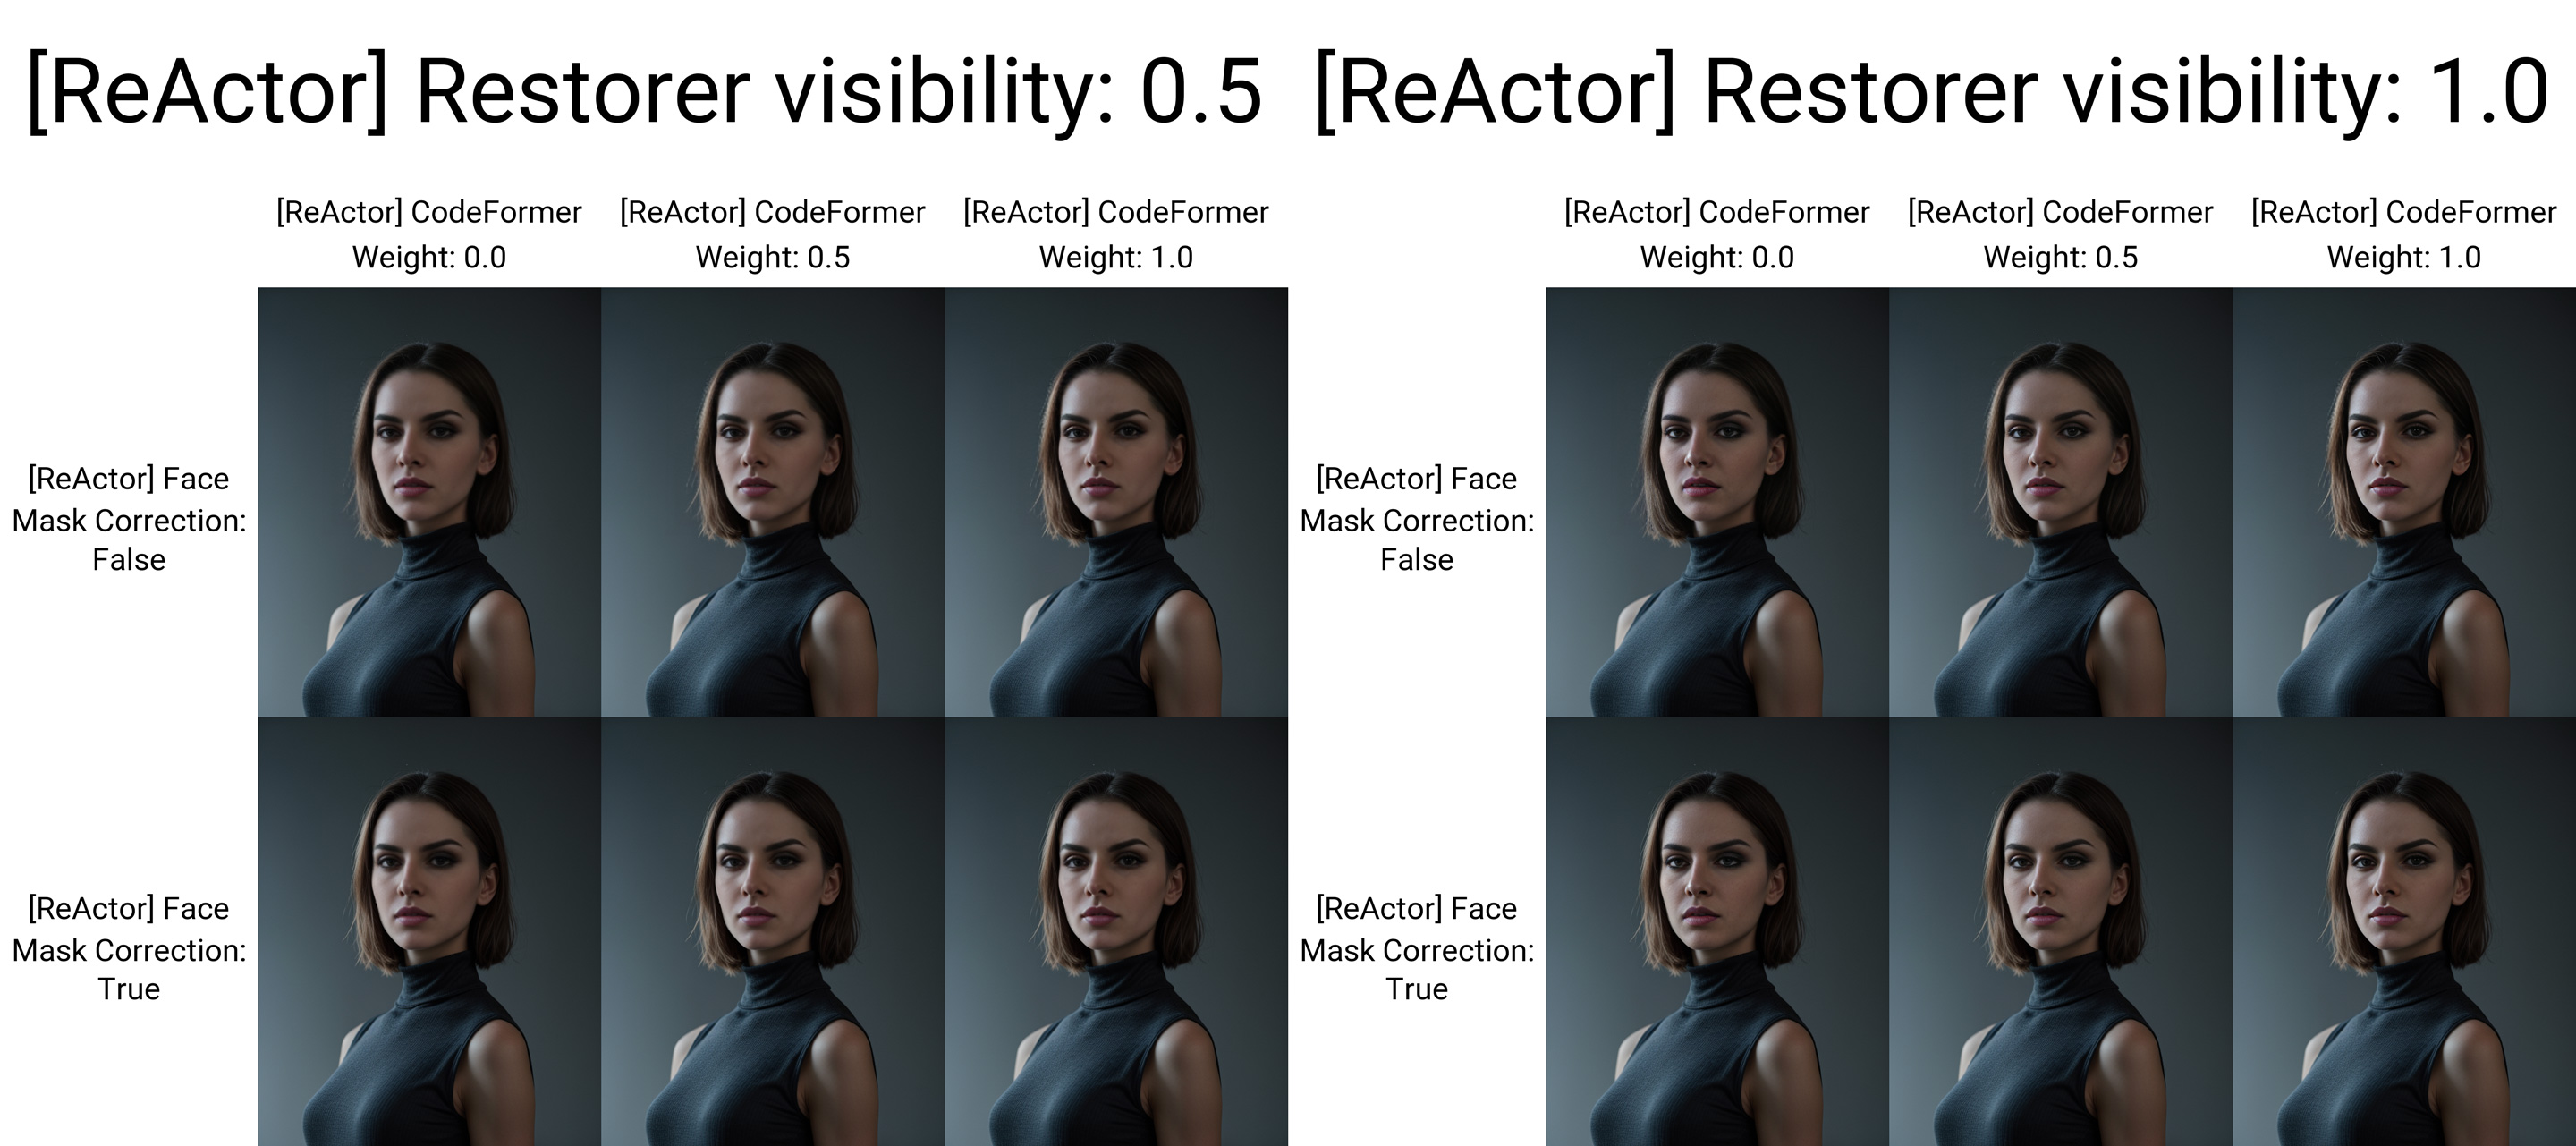 [ReActor] Restorer visibility: 0.5
[ReActor] Restorer visibility: 1.0
[ReActor] CodeFormer
Weight: 0.0
[ReActor] CodeFormer
Weight: 0.5
[ReActor] CodeFormer
Weight: 1.0
[ReActor] CodeFormer
Weight: 0.0
[ReActor] CodeFormer
Weight: 0.5
[ReActor] CodeFormer
Weight: 1.0
[ReActor] Face
Mask Correction:
False
[ReActor] Face
Mask Correction:
False
[ReActor] Face
Mask Correction:
True
[ReActor] Face
Mask Correction:
True